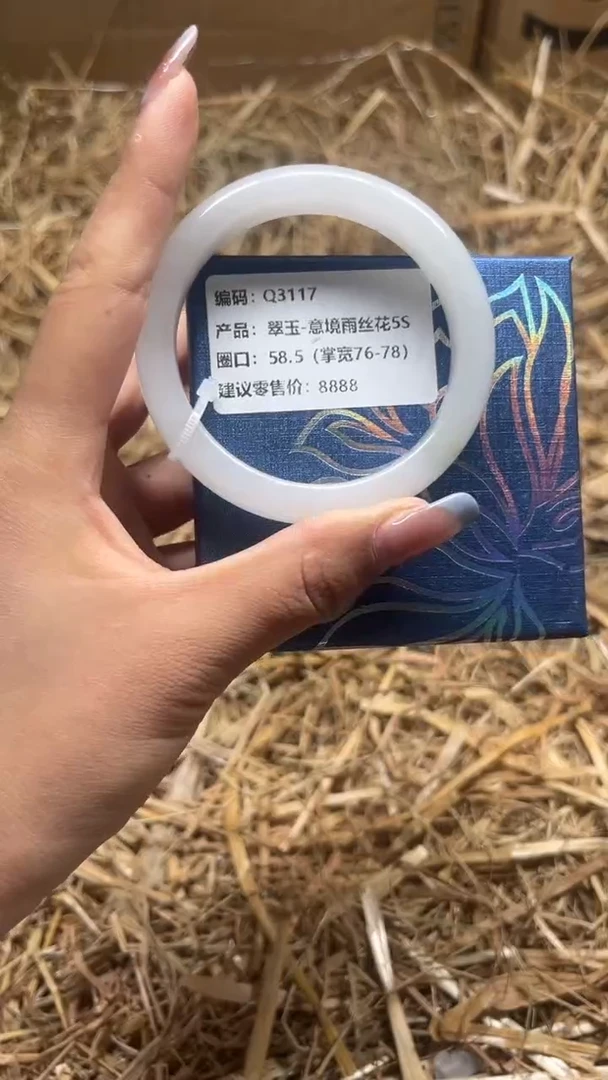 编码：Q3117
产品：翠玉-意境雨丝花5S
圈口：58.5（掌宽76-78）
建议零售价：8888